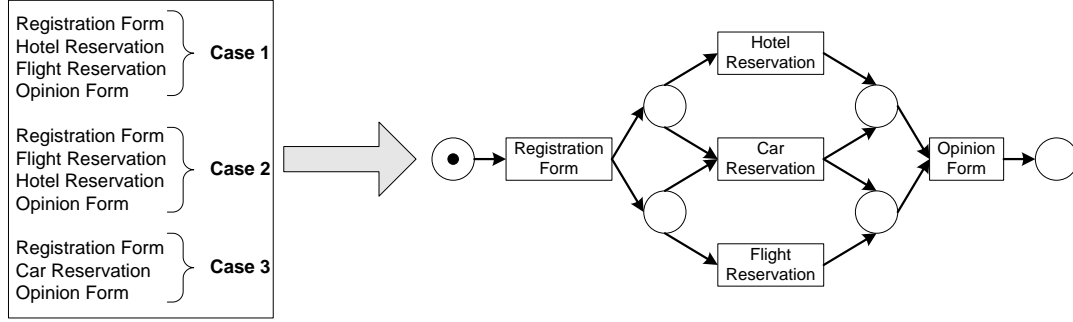 Registration Form
Hotel Reservation
Flight Reservation
Opinion Form
Case 1
Registration Form
Flight Reservation
Hotel Reservation
Opinion Form
Case 2
Registration Form
Car Reservation
Opinion Form
Case 3
Registration
Form
Hotel
Reservation
Car
Reservation
Flight
Reservation
Opinion
Form